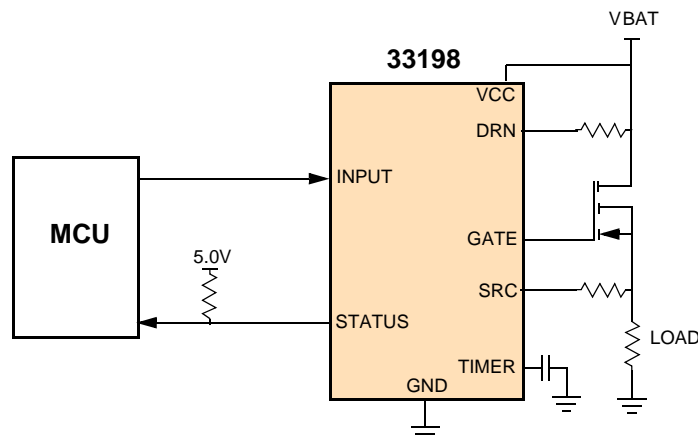 VBAT
33198
VCC
DRN
INPUT
MCU
GATE
5.0V
SRC
STATUS
LOAD
TIMER
GND